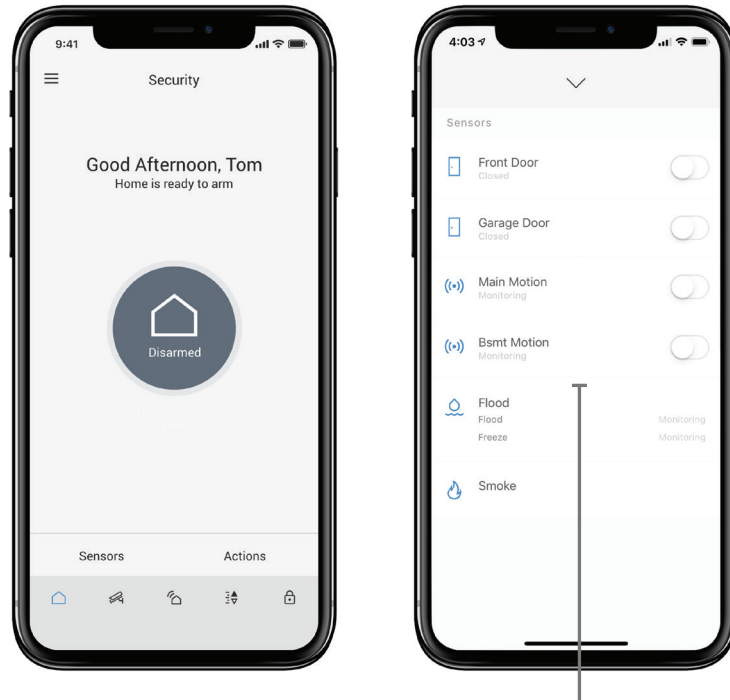 9:41
Security
Good Afternoon, Tom
Home is ready to arm
Disarmed
Sensors Actions
4:03
Sensors
Front Door
Closed
Garage Door
Closed
Main Motion
Monitoring
Bsmt Motion
Monitoring
Flood
Flood Monitoring
Freeze Monitoring
Smoke